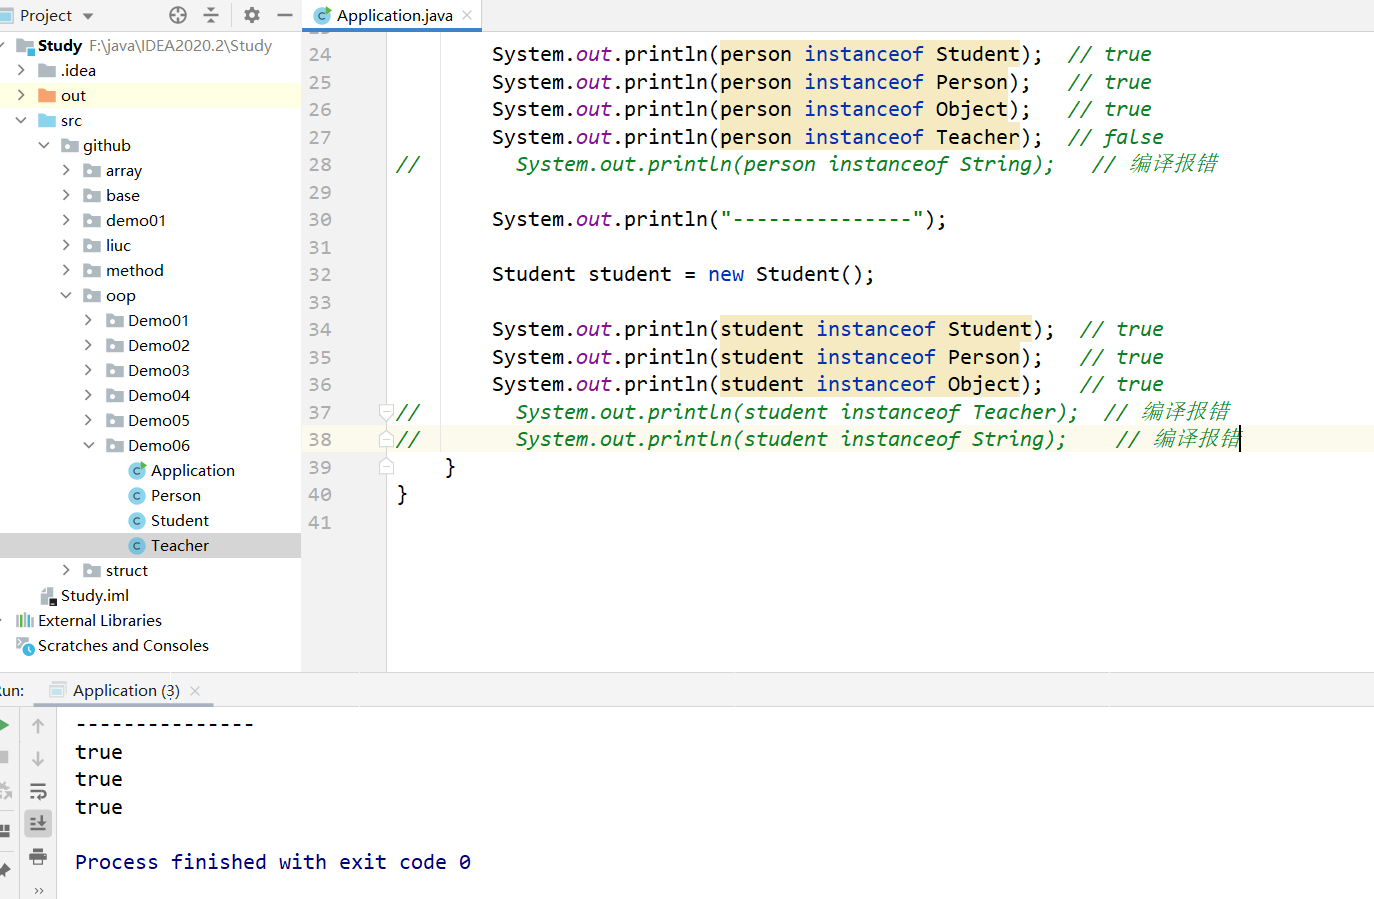 Project
Application.java
Study F:\java\IDEA2020.2\Study
.idea
out
src
github
array
base
demo01
liuc
method
oop
Demo01
Demo02
Demo03
Demo04
Demo05
Demo06
Application
Person
Student
Teacher
struct
Study.iml
External Libraries
Scratches and Consoles
24 System.out.println(person instanceof Student); // true
25 System.out.println(person instanceof Person); // true
26 System.out.println(person instanceof Object); // true
27 System.out.println(person instanceof Teacher); // false
28 // System.out.println(person instanceof String); // 编译报错
29
30 System.out.println("---------------");
31
32 Student student = new Student();
33
34 System.out.println(student instanceof Student); // true
35 System.out.println(student instanceof Person); // true
36 System.out.println(student instanceof Object); // true
37 // System.out.println(student instanceof Teacher); // 编译报错
38 // System.out.println(student instanceof String); // 编译报错
39 }
40 }
41
un:
Application (3)
---------------
true
true
true
Process finished with exit code 0